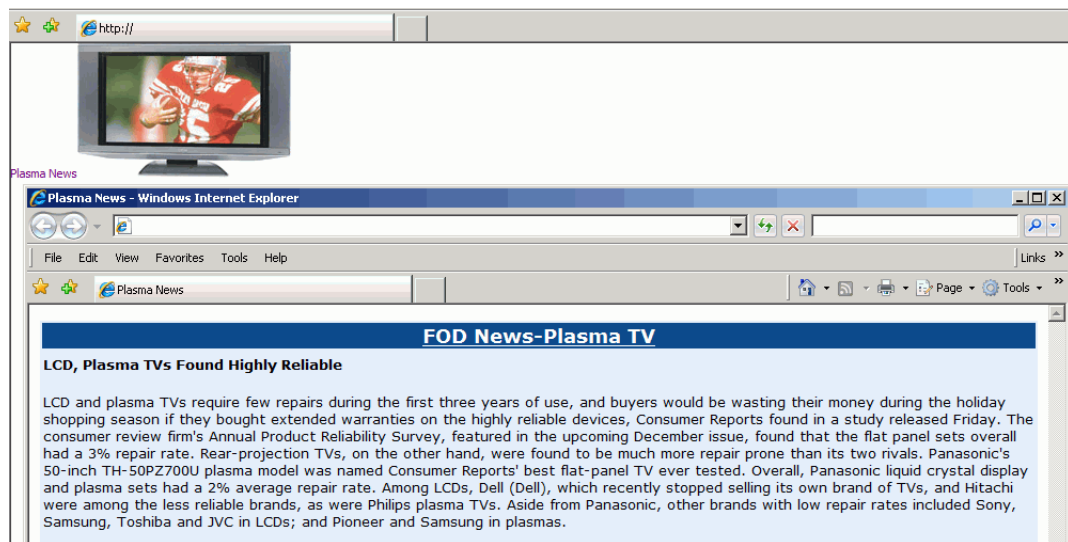 http://
Plasma News
Plasma News - Windows Internet Explorer
File Edit View Favorites Tools Help
Links »
Plasma News
Page Tools »
FOD News-Plasma TV
LCD, Plasma TVs Found Highly Reliable
LCD and plasma TVs require few repairs during the first three years of use, and buyers would be wasting their money during the holiday
shopping season if they bought extended warranties on the highly reliable devices, Consumer Reports found in a study released Friday. The
consumer review firm's Annual Product Reliability Survey, featured in the upcoming December issue, found that the flat panel sets overall
had a 3% repair rate. Rear-projection TVs, on the other hand, were found to be much more repair prone than its two rivals. Panasonic's
50-inch TH-50PZ700U plasma model was named Consumer Reports' best flat-panel TV ever tested. Overall, Panasonic liquid crystal display
and plasma sets had a 2% average repair rate. Among LCDs, Dell (Dell), which recently stopped selling its own brand of TVs, and Hitachi
were among the less reliable brands, as were Philips plasma TVs. Aside from Panasonic, other brands with low repair rates included Sony,
Samsung, Toshiba and JVC in LCDs; and Pioneer and Samsung in plasmas.